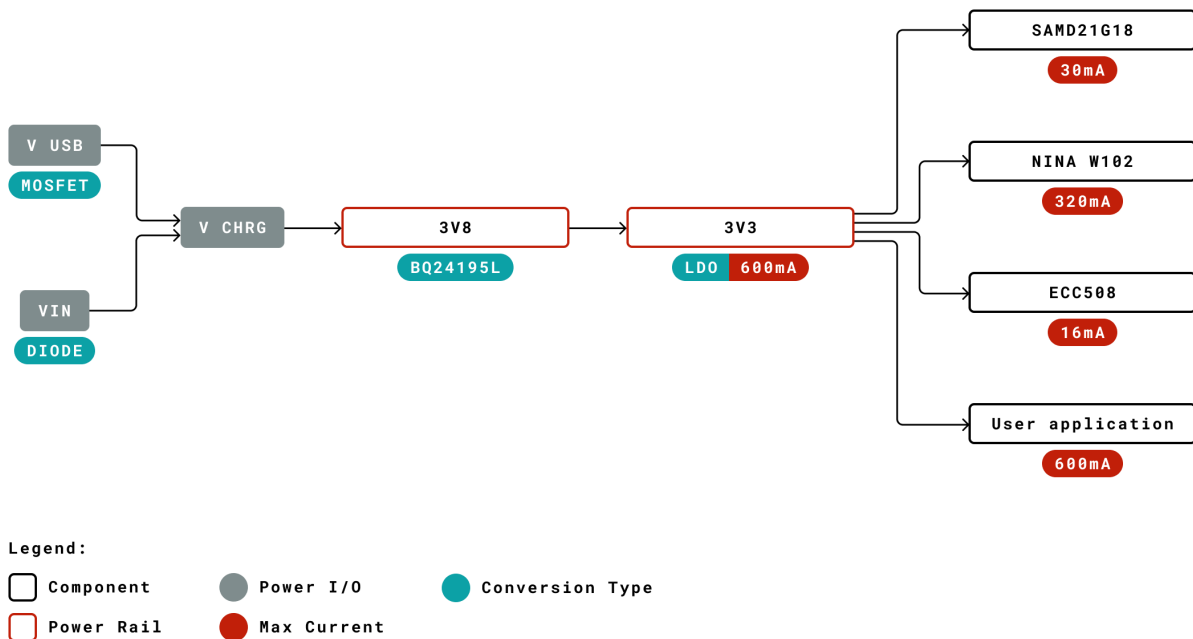 SAMD21G18
30mA
V USB
MOSFET
NINA W102
320mA
V CHRG
3V8
3V3
BQ24195L
LDO 600mA
VIN
DIODE
ECC508
16mA
User application
600mA
Legend:
Component
Power I/O
Conversion Type
Power Rail
Max Current